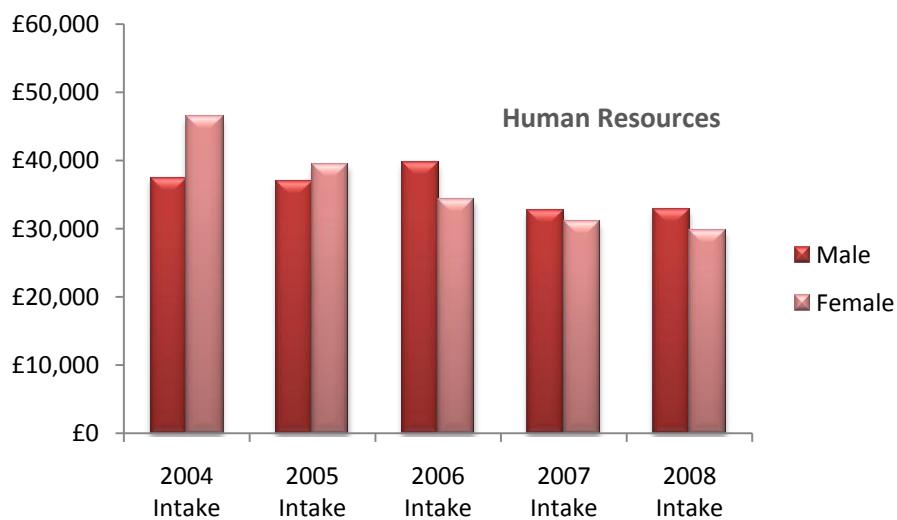 £60,000
£50,000
£40,000
£30,000
£20,000
£10,000
£0
Human Resources
Male
Female
2004 Intake
2005 Intake
2006 Intake
2007 Intake
2008 Intake